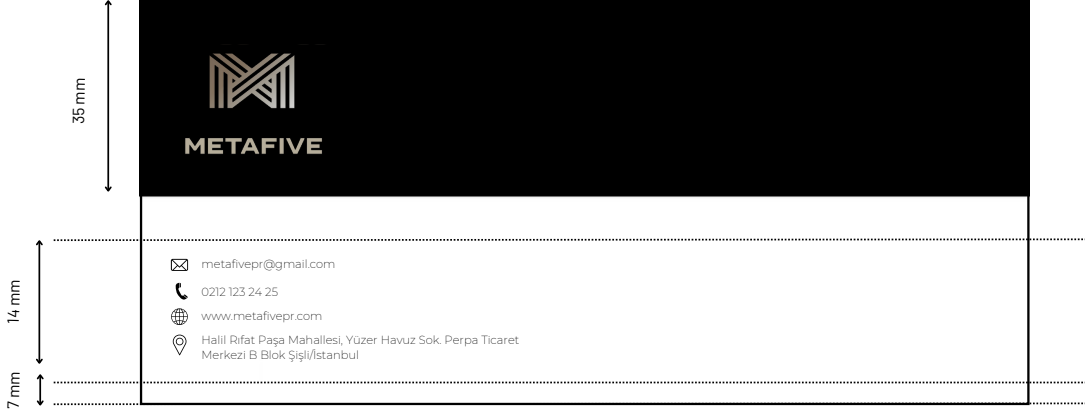 35 mm
METAFIVE
14 mm
metafivepr@gmail.com
0212 123 24 25
www.metafivepr.com
Halil Rıfat Paşa Mahallesi, Yüzer Havuz Sok. Perpa Ticaret
Merkezi B Blok Şişli/İstanbul
7 mm